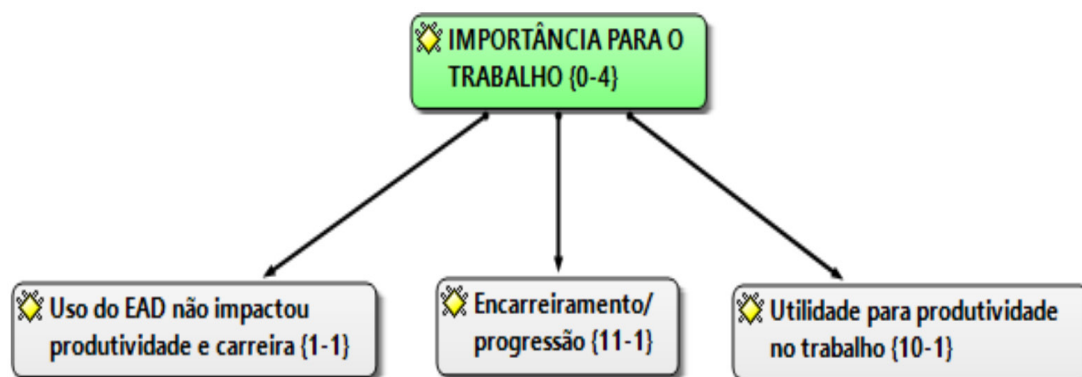 IMPORTÂNCIA PARA O
TRABALHO {0-4}
Uso do EAD não impactou
produtividade e carreira {1-1}
Encarreiramento/
progressão {11-1}
Utilidade para produtividade
no trabalho {10-1}